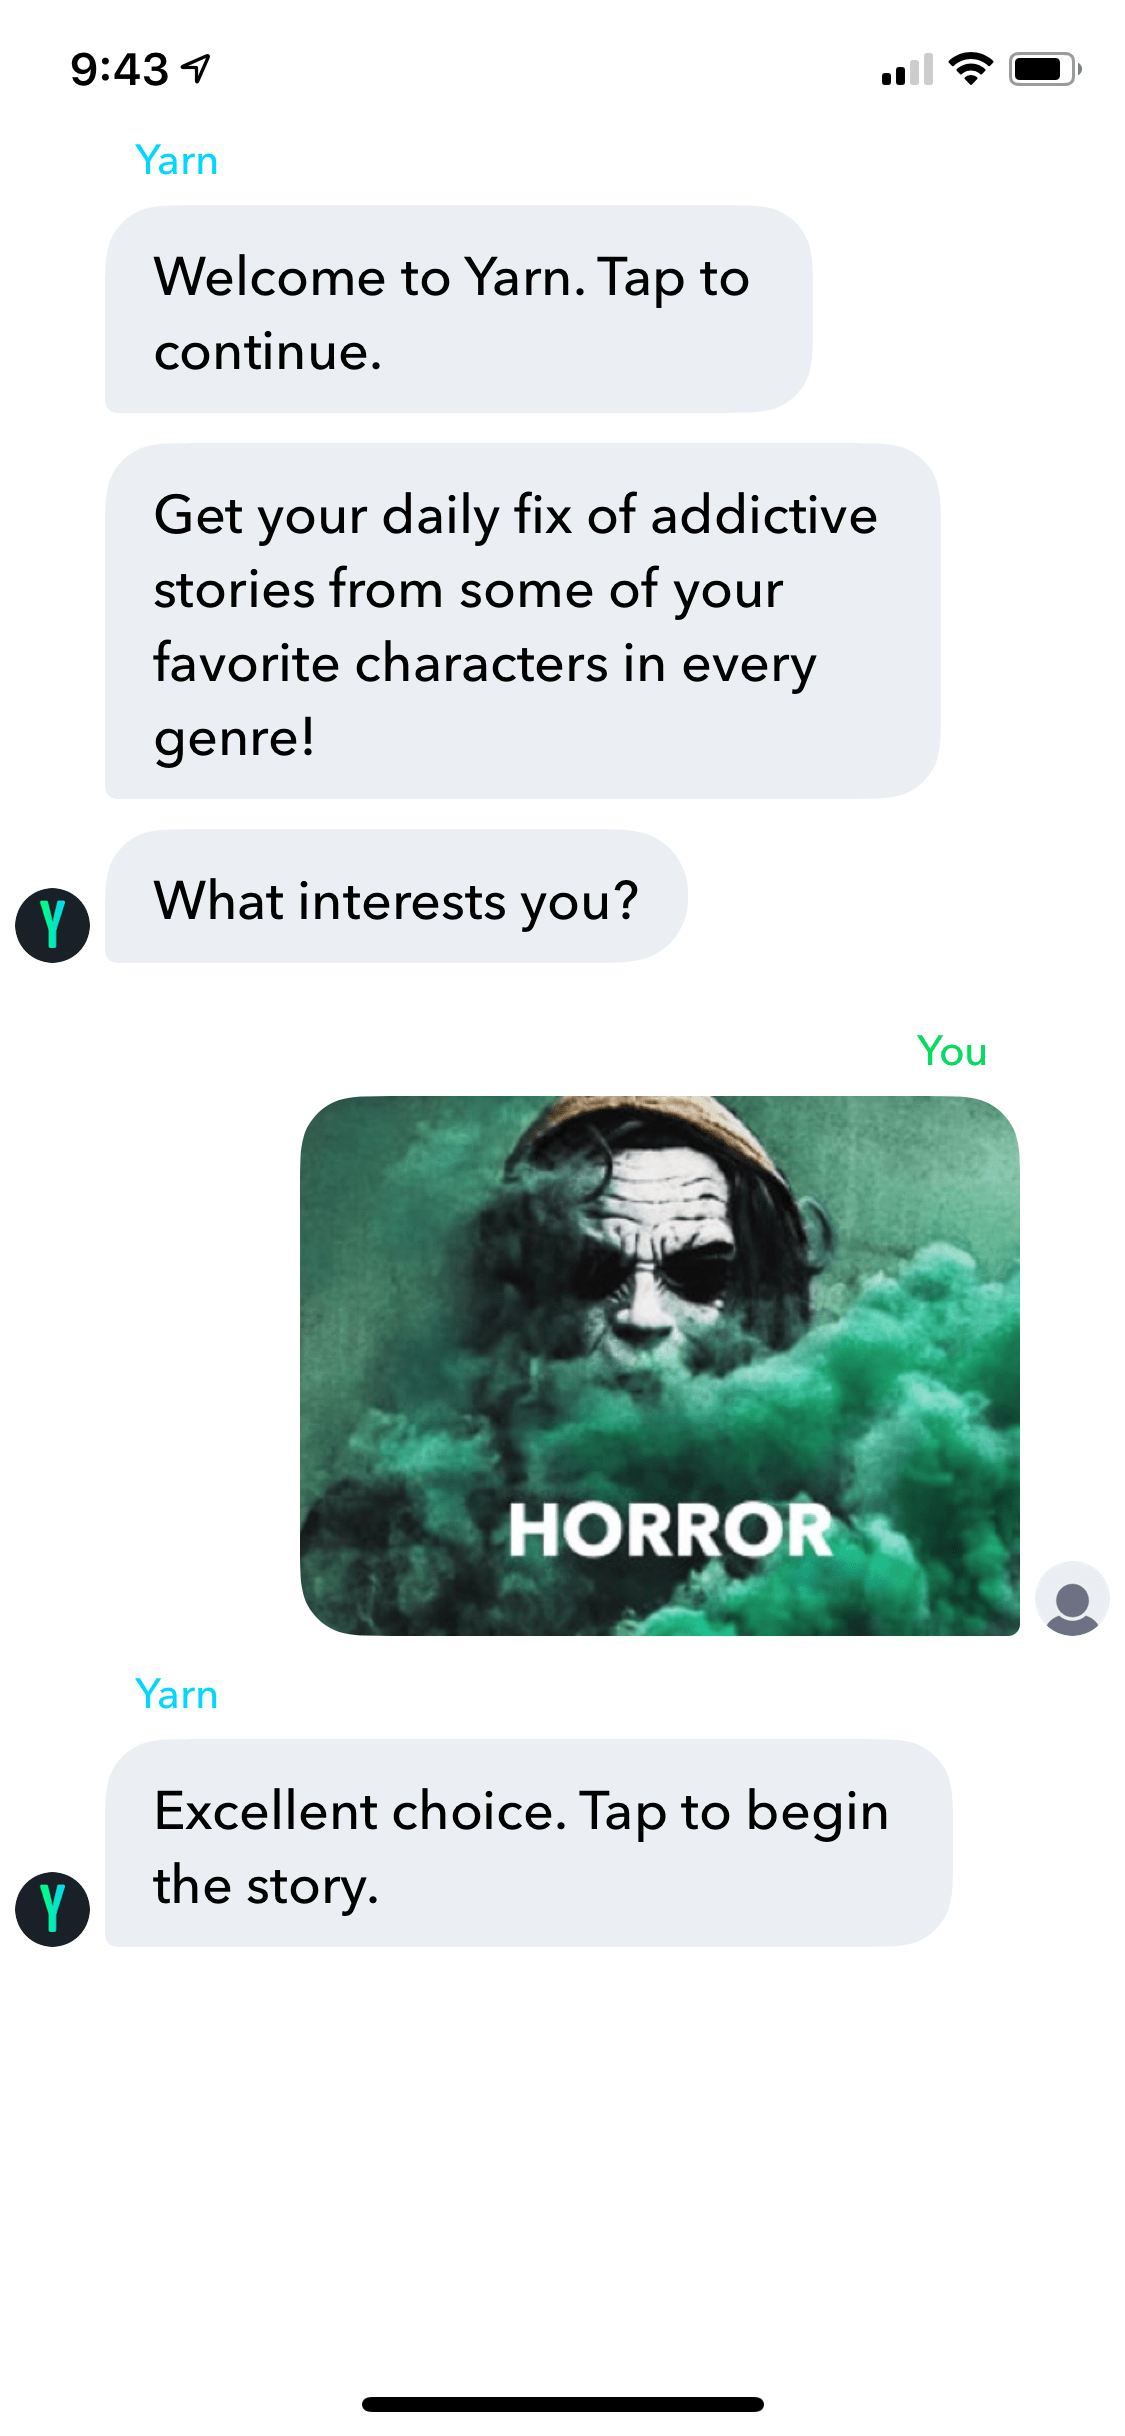 9:43
Yarn
Welcome to Yarn. Tap to
continue.
Get your daily fix of addictive
stories from some of your
favorite characters in every
genre!
What interests you?
Y
You
HORROR
Yarn
Excellent choice. Tap to begin
the story.
Y